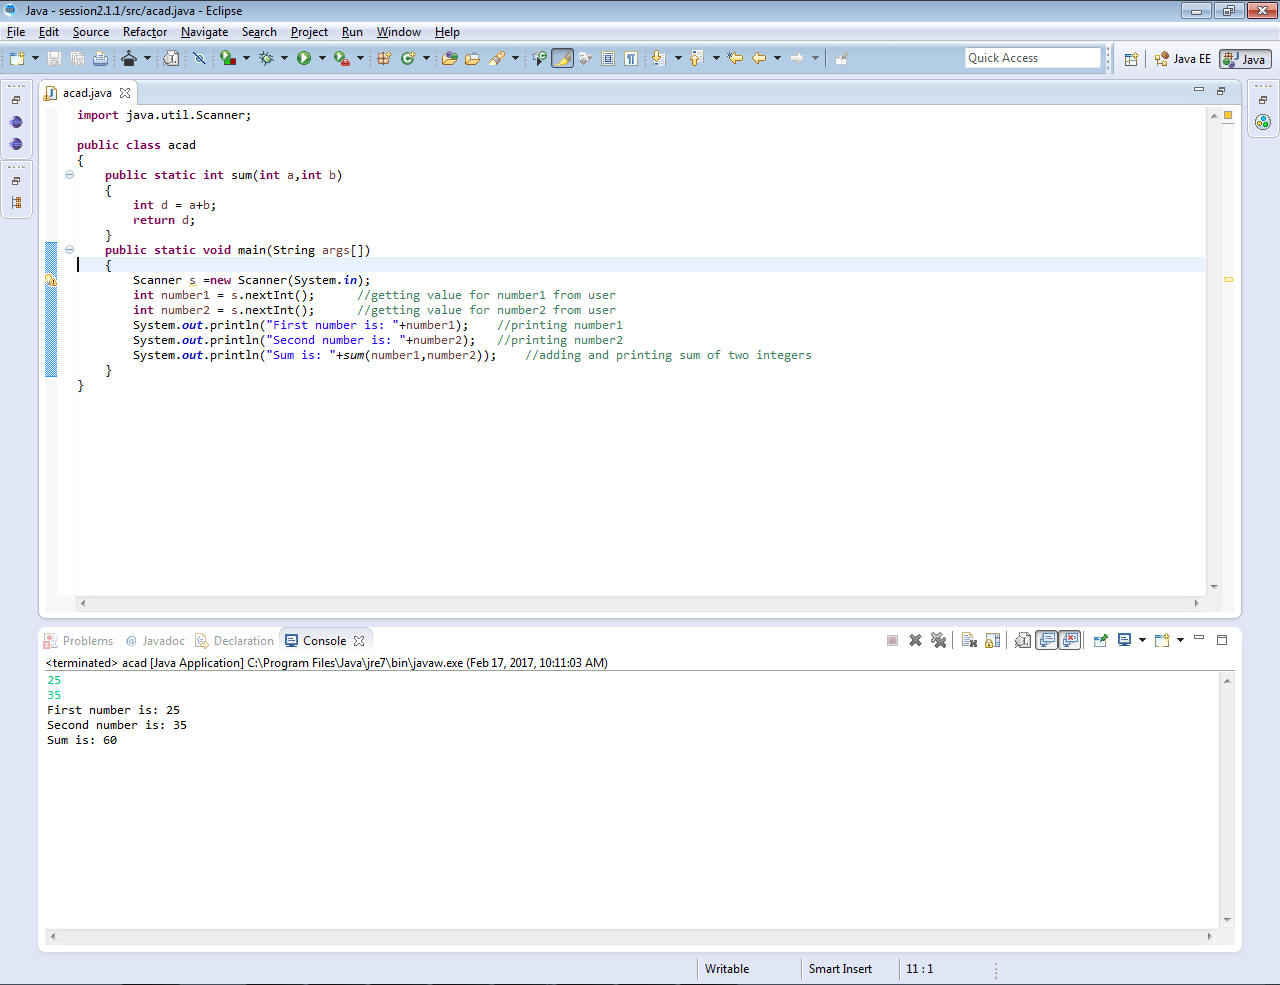 Java - session2.1.1/src/acad.java - Eclipse
File Edit Source Refactor Navigate Search Project Run Window Help
Quick Access
Java EE
Java
acad.java
import java.util.Scanner;
public class acad
{
public static int sum(int a,int b)
{
int d = a+b;
return d;
}
public static void main(String args[])
{
Scanner s =new Scanner(System.in);
int number1 = s.nextInt(); //getting value for number1 from user
int number2 = s.nextInt(); //getting value for number2 from user
System.out.println("First number is: "+number1); //printing number1
System.out.println("Second number is: "+number2); //printing number2
System.out.println("Sum is: "+sum(number1,number2)); //adding and printing sum of two integers
}
}
Problems @ Javadoc Declaration Console
<terminated> acad [Java Application] C:\Program Files\Java\jre7\bin\javaw.exe (Feb 17, 2017, 10:11:03 AM)
25
35
First number is: 25
Second number is: 35
Sum is: 60
Writable Smart Insert 11 : 1